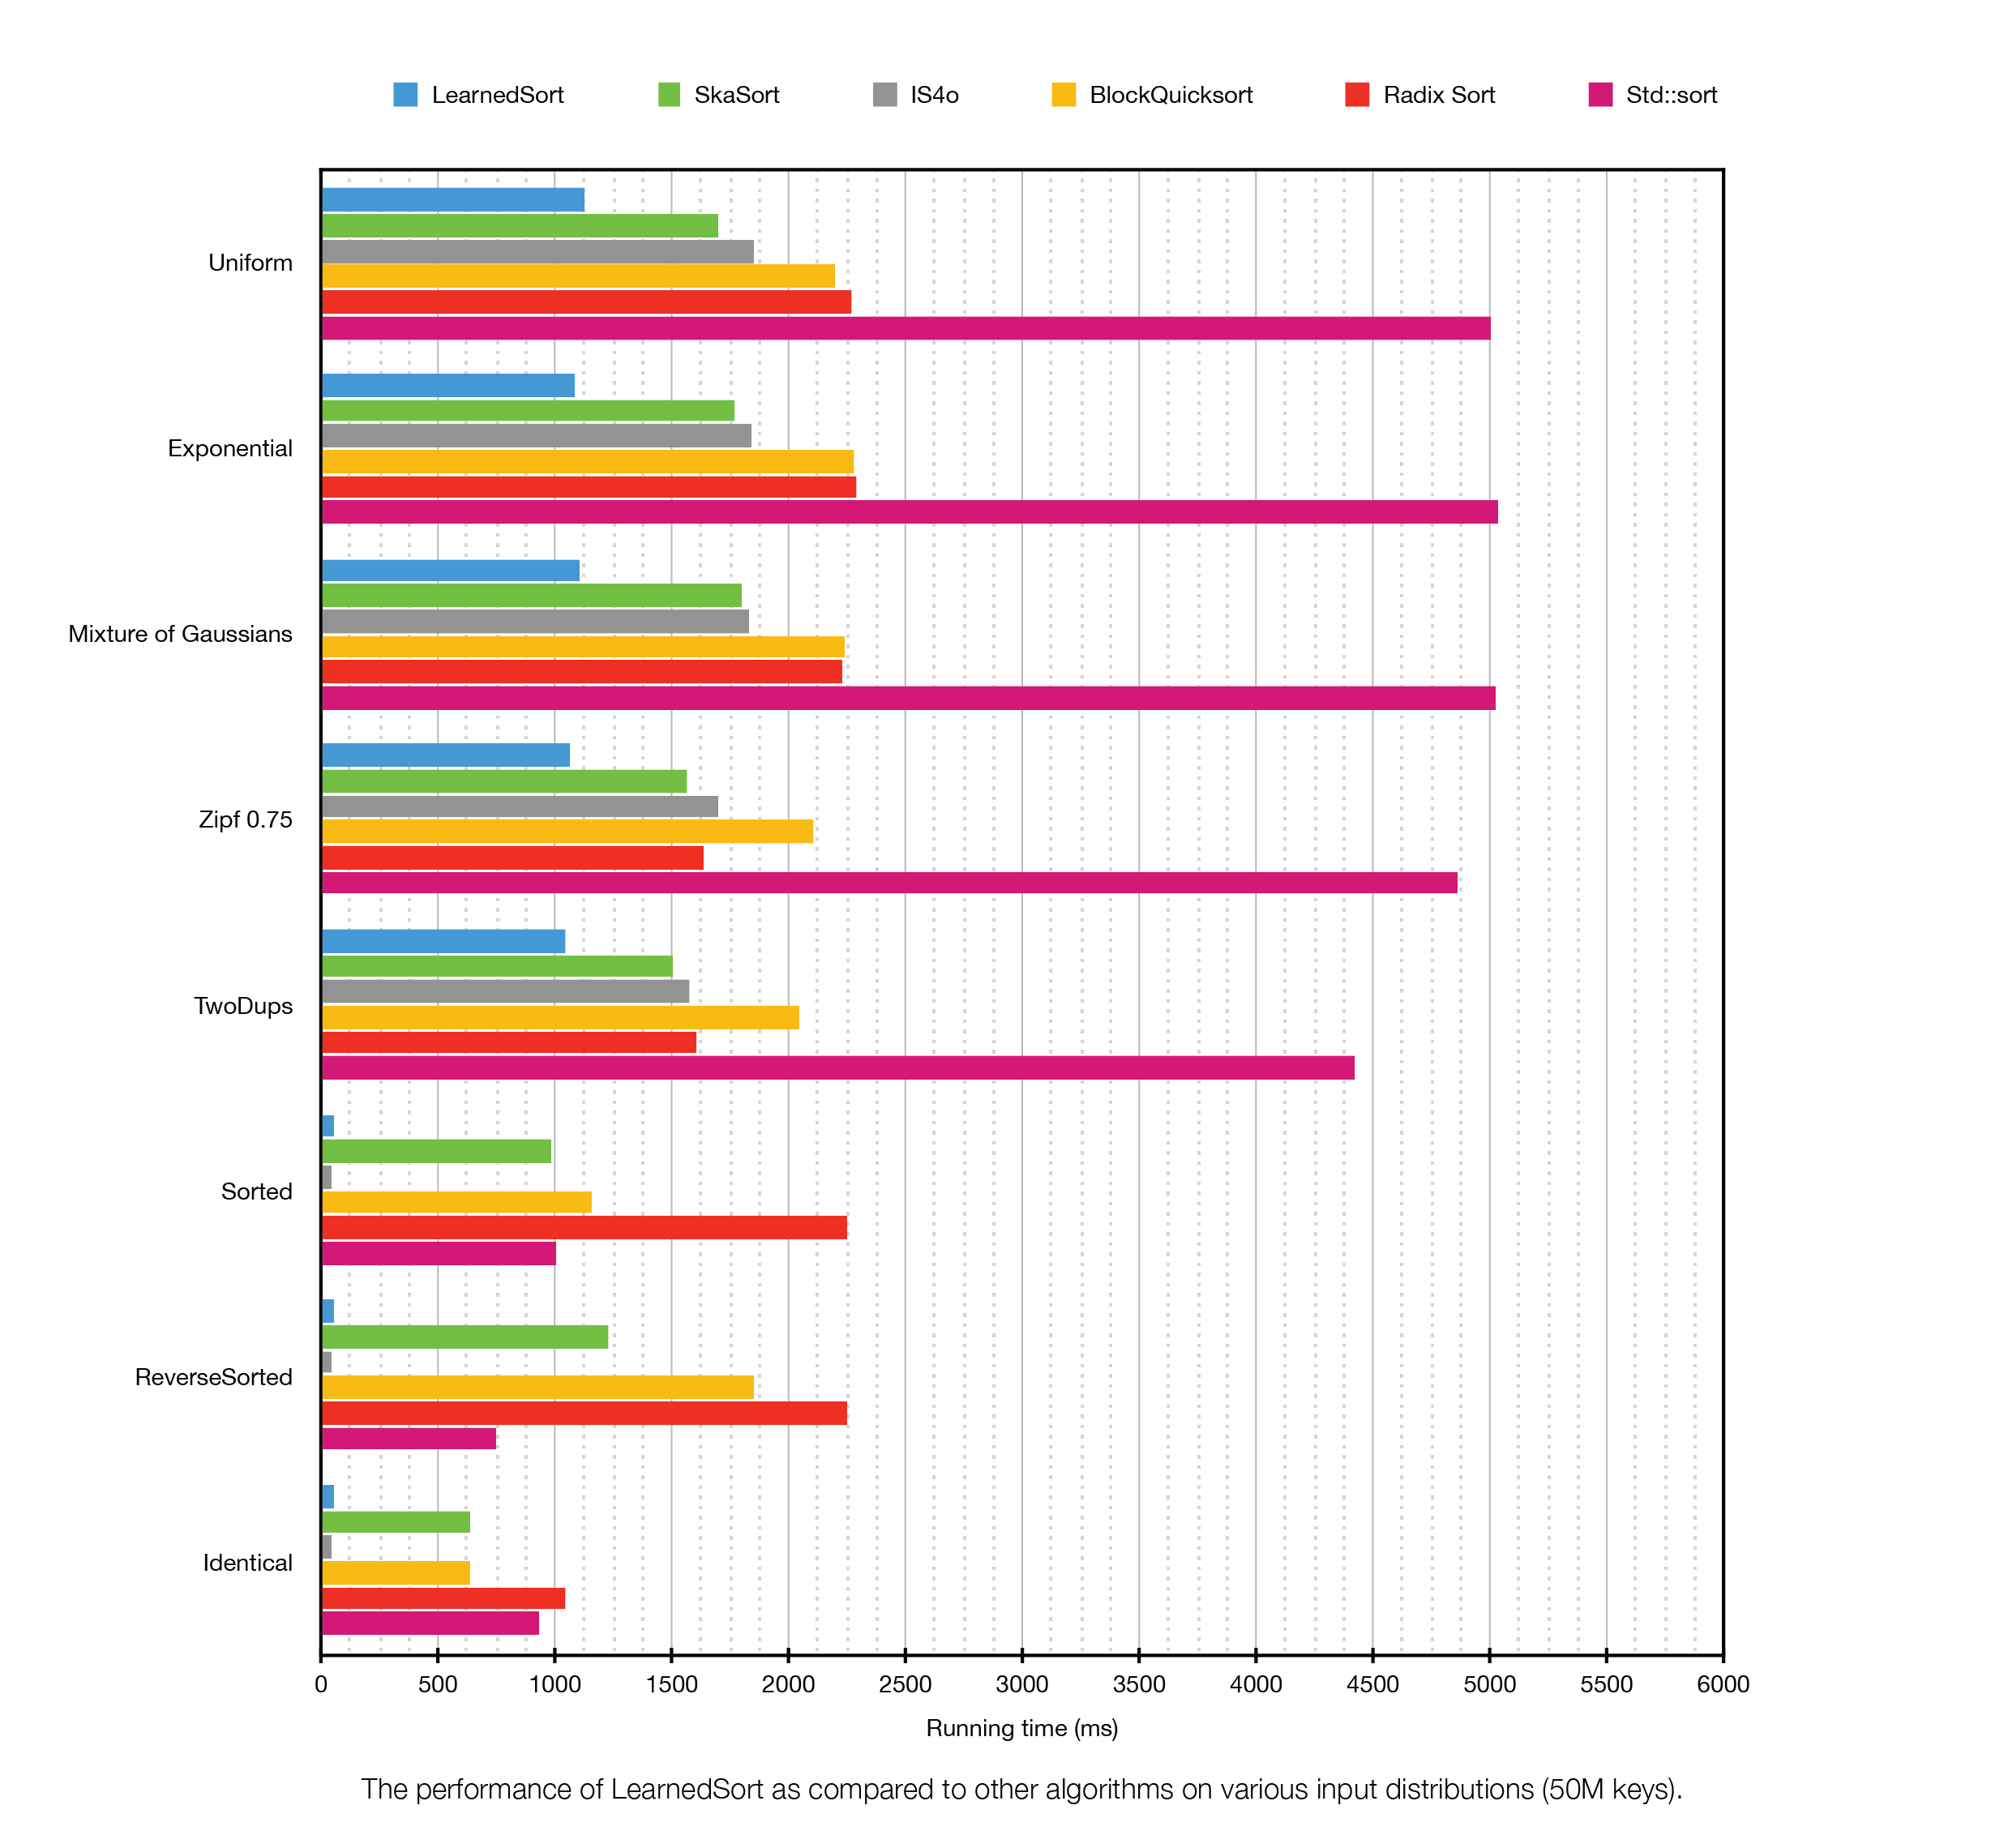 LearnedSort SkaSort IS4o BlockQuicksort Radix Sort Std::sort
Uniform
Exponential
Mixture of Gaussians
Zipf 0.75
TwoDups
Sorted
ReverseSorted
Identical
0 500 1000 1500 2000 2500 3000 3500 4000 4500 5000 5500 6000
Running time (ms)
The performance of LearnedSort as compared to other algorithms on various input distributions (50M keys).